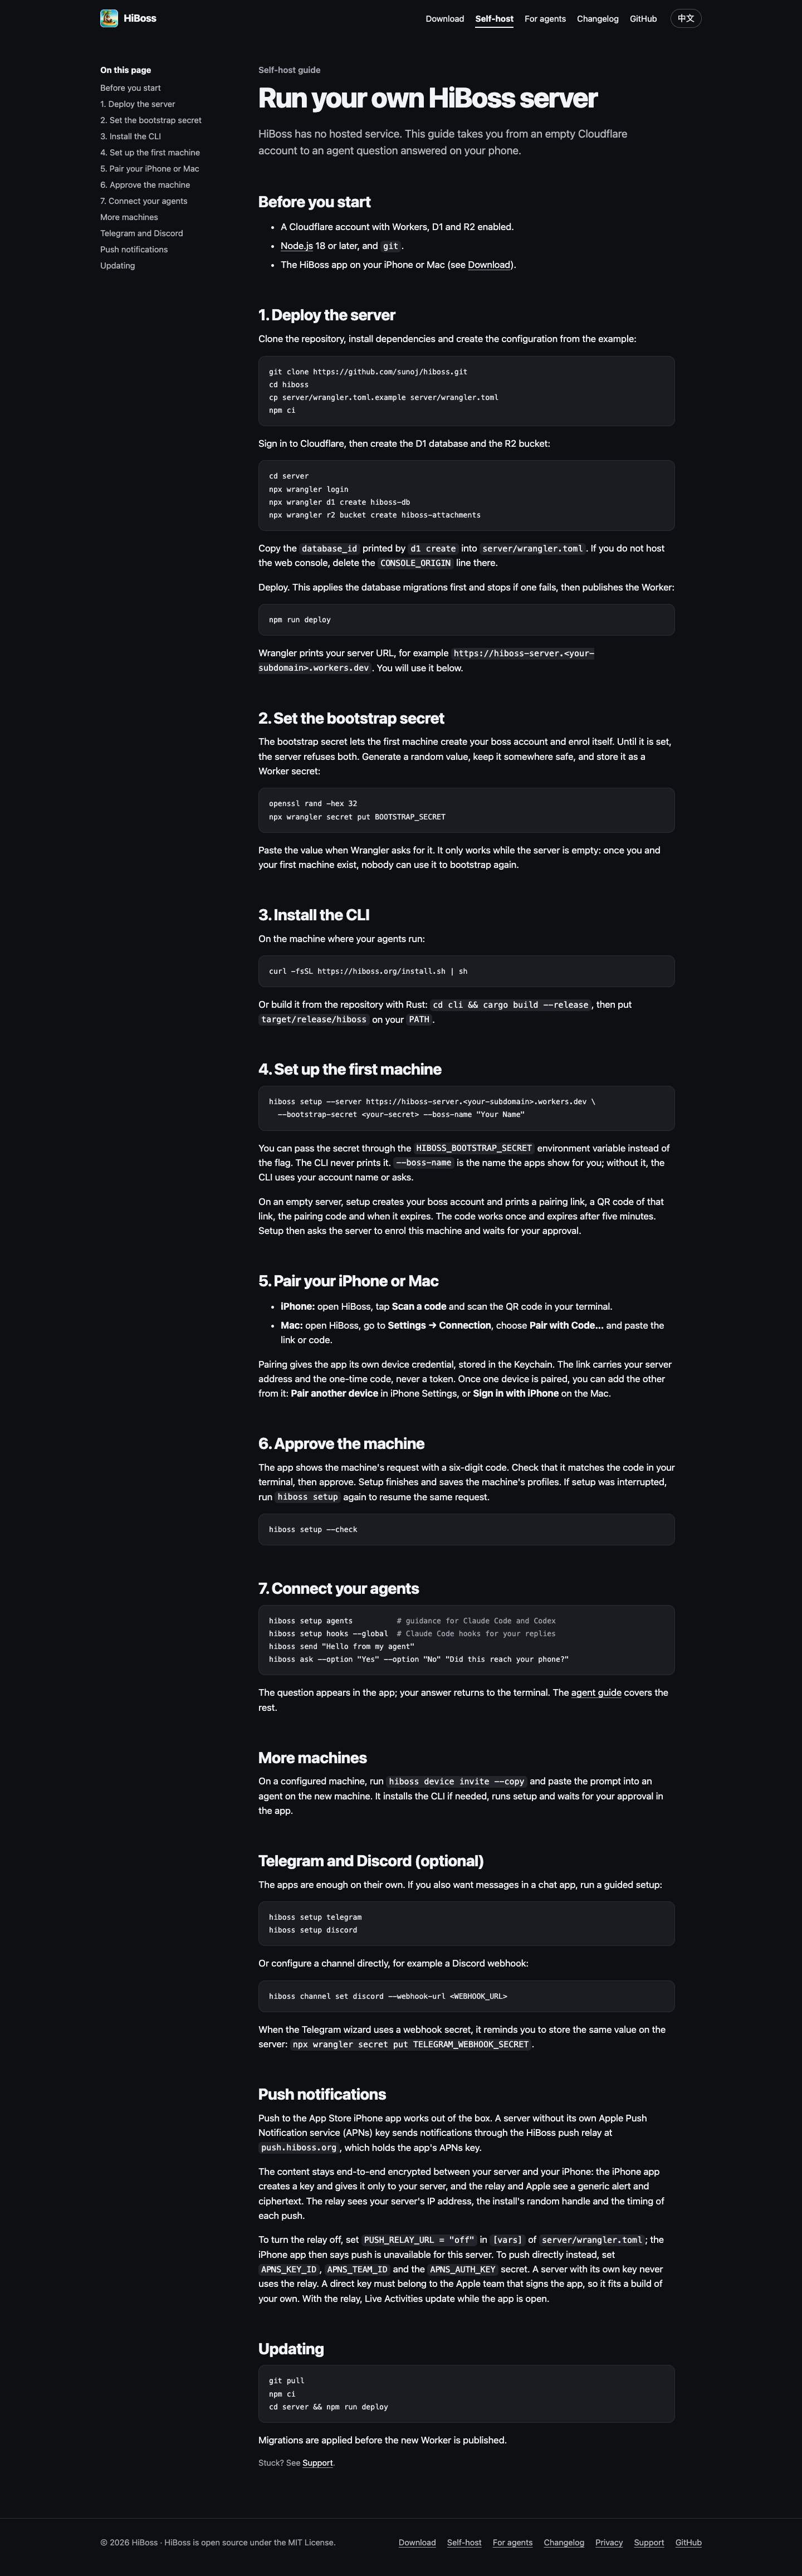 HiBoss
Download
Self-host
For agents
Changelog
GitHub
中文
On this page
Before you start
1. Deploy the server
2. Set the bootstrap secret
3. Install the CLI
4. Set up the first machine
5. Pair your iPhone or Mac
6. Approve the machine
7. Connect your agents
More machines
Telegram and Discord
Push notifications
Updating
Self-host guide
Run your own HiBoss server
HiBoss has no hosted service. This guide takes you from an empty Cloudflare
account to an agent question answered on your phone.
Before you start
• A Cloudflare account with Workers, D1 and R2 enabled.
• Node.js 18 or later, and git.
• The HiBoss app on your iPhone or Mac (see Download).
1. Deploy the server
Clone the repository, install dependencies and create the configuration from the example:
git clone https://github.com/sunoj/hiboss.git
cd hiboss
cp server/wrangler.toml.example server/wrangler.toml
npm ci
Sign in to Cloudflare, then create the D1 database and the R2 bucket:
cd server
npx wrangler login
npx wrangler d1 create hiboss-db
npx wrangler r2 bucket create hiboss-attachments
Copy the database_id printed by d1 create into server/wrangler.toml. If you do not host
the web console, delete the CONSOLE_ORIGIN line there.
Deploy. This applies the database migrations first and stops if one fails, then publishes the Worker:
npm run deploy
Wrangler prints your server URL, for example https://hiboss-server.<your-
subdomain>.workers.dev. You will use it below.
2. Set the bootstrap secret
The bootstrap secret lets the first machine create your boss account and enrol itself. Until it is set,
the server refuses both. Generate a random value, keep it somewhere safe, and store it as a
Worker secret:
openssl rand -hex 32
npx wrangler secret put BOOTSTRAP_SECRET
Paste the value when Wrangler asks for it. It only works while the server is empty: once you and
your first machine exist, nobody can use it to bootstrap again.
3. Install the CLI
On the machine where your agents run:
curl -fsSL https://hiboss.org/install.sh | sh
Or build it from the repository with Rust: cd cli && cargo build --release, then put
target/release/hiboss on your PATH.
4. Set up the first machine
hiboss setup --server https://hiboss-server.<your-subdomain>.workers.dev \
--bootstrap-secret <your-secret> --boss-name "Your Name"
You can pass the secret through the HIBOSS_BOOTSTRAP_SECRET environment variable instead of
the flag. The CLI never prints it. --boss-name is the name the apps show for you; without it, the
CLI uses your account name or asks.
On an empty server, setup creates your boss account and prints a pairing link, a QR code of that
link, the pairing code and when it expires. The code works once and expires after five minutes.
Setup then asks the server to enrol this machine and waits for your approval.
5. Pair your iPhone or Mac
• iPhone: open HiBoss, tap Scan a code and scan the QR code in your terminal.
• Mac: open HiBoss, go to Settings → Connection, choose Pair with Code… and paste the
link or code.
Pairing gives the app its own device credential, stored in the Keychain. The link carries your server
address and the one-time code, never a token. Once one device is paired, you can add the other
from it: Pair another device in iPhone Settings, or Sign in with iPhone on the Mac.
6. Approve the machine
The app shows the machine's request with a six-digit code. Check that it matches the code in your
terminal, then approve. Setup finishes and saves the machine's profiles. If setup was interrupted,
run hiboss setup again to resume the same request.
hiboss setup --check
7. Connect your agents
hiboss setup agents # guidance for Claude Code and Codex
hiboss setup hooks --global # Claude Code hooks for your replies
hiboss send "Hello from my agent"
hiboss ask --option "Yes" --option "No" "Did this reach your phone?"
The question appears in the app; your answer returns to the terminal. The agent guide covers the
rest.
More machines
On a configured machine, run hiboss device invite --copy and paste the prompt into an
agent on the new machine. It installs the CLI if needed, runs setup and waits for your approval in
the app.
Telegram and Discord (optional)
The apps are enough on their own. If you also want messages in a chat app, run a guided setup:
hiboss setup telegram
hiboss setup discord
Or configure a channel directly, for example a Discord webhook:
hiboss channel set discord --webhook-url <WEBHOOK_URL>
When the Telegram wizard uses a webhook secret, it reminds you to store the same value on the
server: npx wrangler secret put TELEGRAM_WEBHOOK_SECRET.
Push notifications
Push to the App Store iPhone app works out of the box. A server without its own Apple Push
Notification service (APNs) key sends notifications through the HiBoss push relay at
push.hiboss.org, which holds the app's APNs key.
The content stays end-to-end encrypted between your server and your iPhone: the iPhone app
creates a key and gives it only to your server, and the relay and Apple see a generic alert and
ciphertext. The relay sees your server's IP address, the install's random handle and the timing of
each push.
To turn the relay off, set PUSH_RELAY_URL = "off" in [vars] of server/wrangler.toml; the
iPhone app then says push is unavailable for this server. To push directly instead, set
APNS_KEY_ID, APNS_TEAM_ID and the APNS_AUTH_KEY secret. A server with its own key never
uses the relay. A direct key must belong to the Apple team that signs the app, so it fits a build of
your own. With the relay, Live Activities update while the app is open.
Updating
git pull
npm ci
cd server && npm run deploy
Migrations are applied before the new Worker is published.
Stuck? See Support.
© 2026 HiBoss · HiBoss is open source under the MIT License.
Download
Self-host
For agents
Changelog
Privacy
Support
GitHub